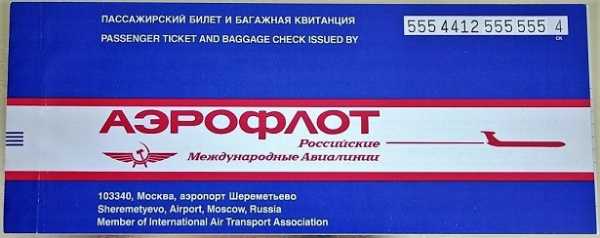 ПАССАЖИРСКИЙ БИЛЕТ И БАГАЖНАЯ КВИТАНЦИЯ
PASSENGER TICKET AND BAGGAGE CHECK ISSUED BY
555 4412 555 555 4
CK
АЭРОФЛОТ
Российские
Международные Авиалинии
103340, Москва, аэропорт Шереметьево
Sheremetyevo, Airport, Moscow, Russia
Member of International Air Transport Association